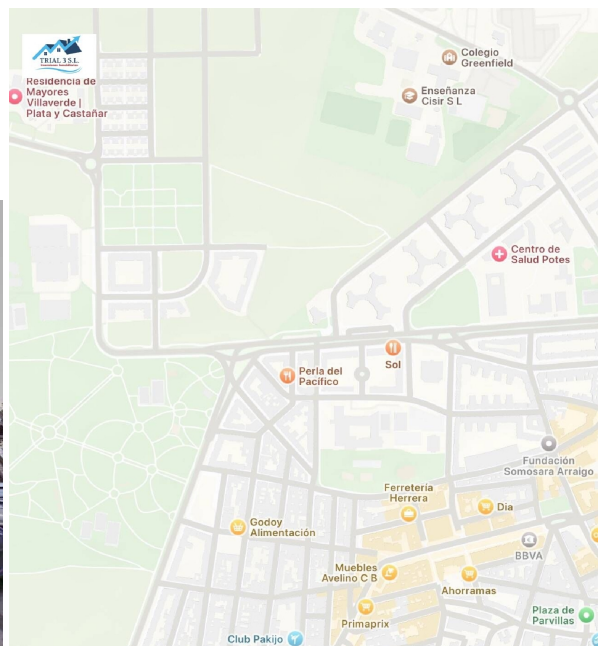 TRIAL 3 S.L.
Residencia de
Mayores
Villaverde |
Plata y Castañar
Colegio
Greenfield
Enseñanza
Cisir S L
Centro de
Salud Potes
Perla del
Pacífico
Sol
Fundación
Somosara Arraigo
Ferretería
Herrera
Dia
Godoy
Alimentación
BBVA
Muebles
Avelino C B
Ahorramas
Primaprix
Plaza de
Parvillas
Club Pakijo